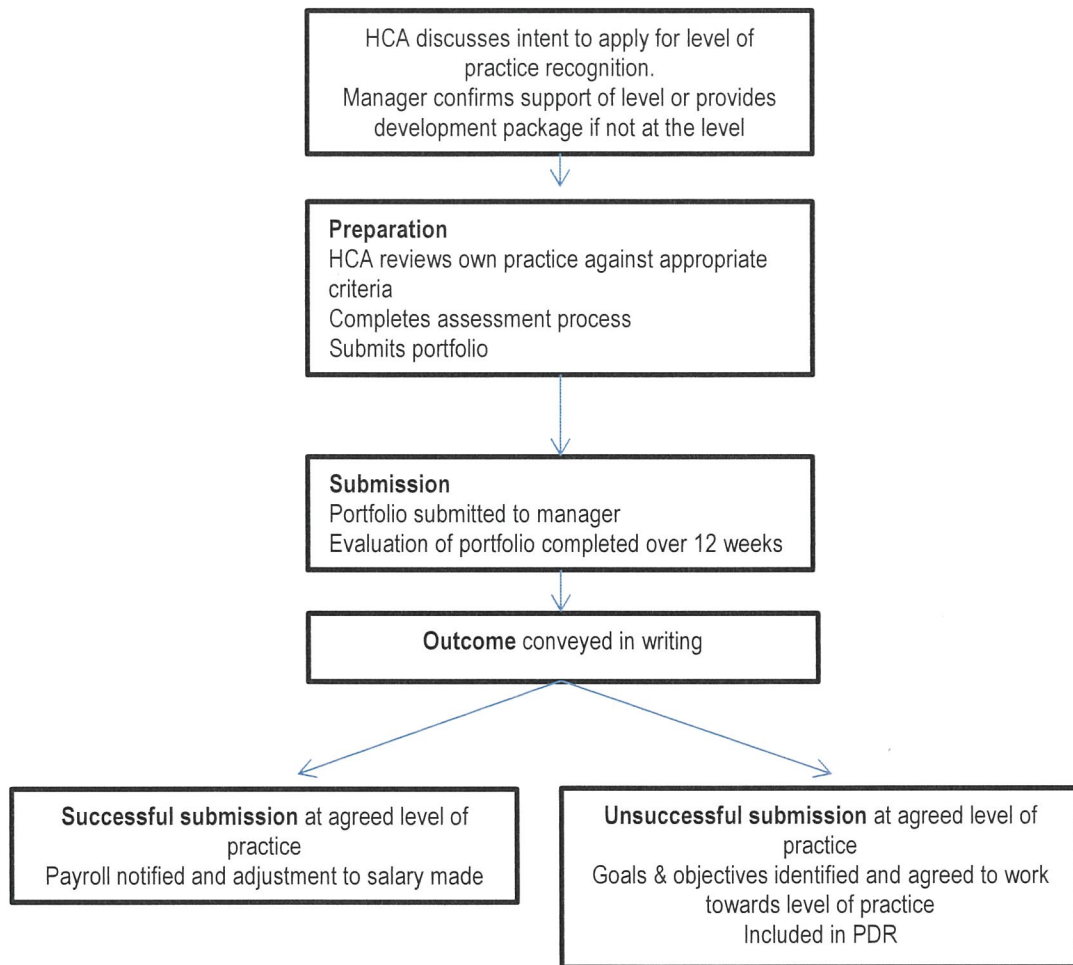 HCA discusses intent to apply for level of
practice recognition.
Manager confirms support of level or provides
development package if not at the level
Preparation
HCA reviews own practice against appropriate
criteria
Completes assessment process
Submits portfolio
Submission
Portfolio submitted to manager
Evaluation of portfolio completed over 12 weeks
Outcome conveyed in writing
Successful submission at agreed level of
practice
Payroll notified and adjustment to salary made
Unsuccessful submission at agreed level of
practice
Goals & objectives identified and agreed to work
towards level of practice
Included in PDR